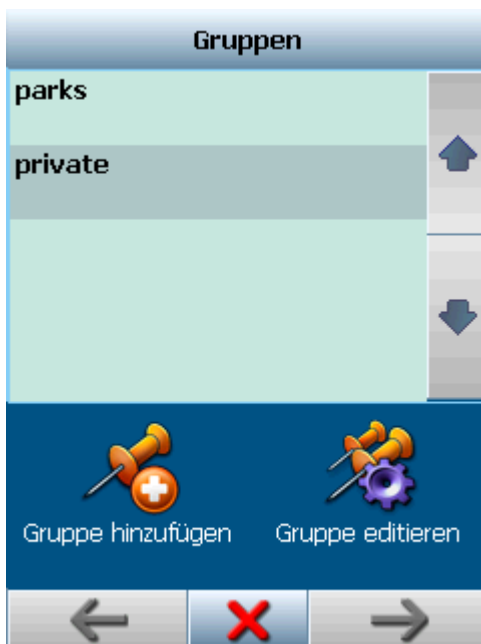 Gruppen
parks
private
Gruppe hinzufügen
Gruppe editieren